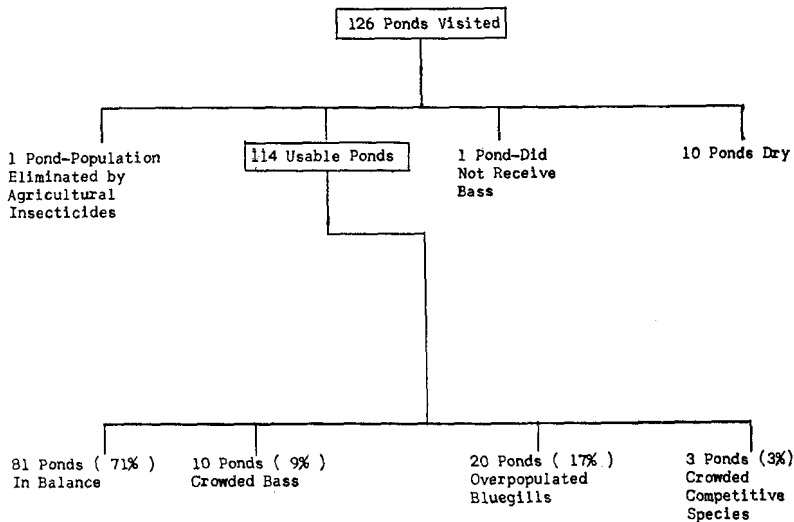 126 Ponds Visited
1 Pond-Population
Eliminated by
Agricultural
Insecticides
114 Usable Ponds
1 Pond-Did
Not Receive
Bass
10 Ponds Dry
81 Ponds ( 71% )
In Balance
10 Ponds ( 9% )
Crowded Bass
20 Ponds ( 17% )
Overpopulated
Bluegills
3 Ponds (3%)
Crowded
Competitive
Species